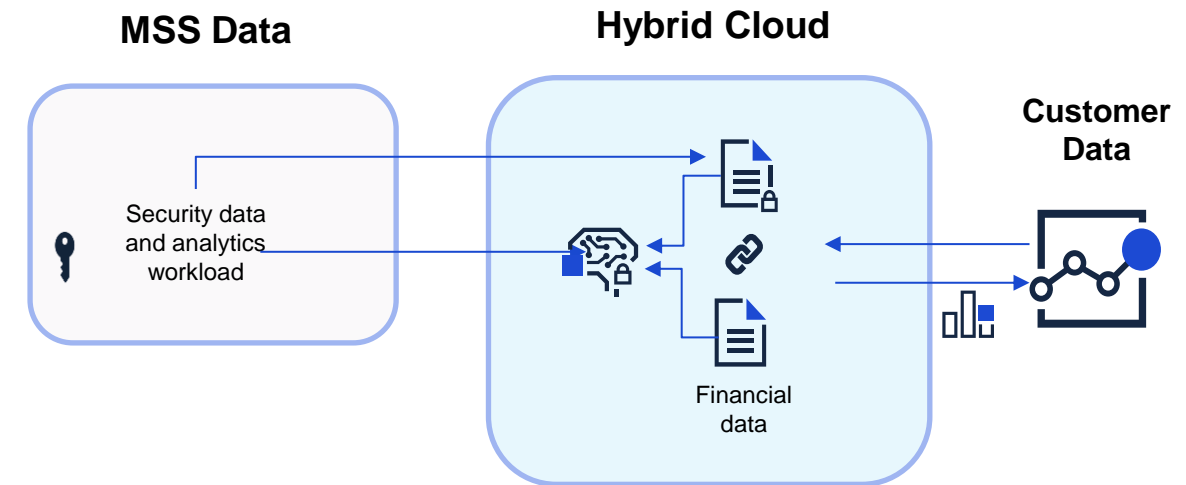 MSS Data
Hybrid Cloud
Customer
Data
Security data
and analytics
workload
Financial
data